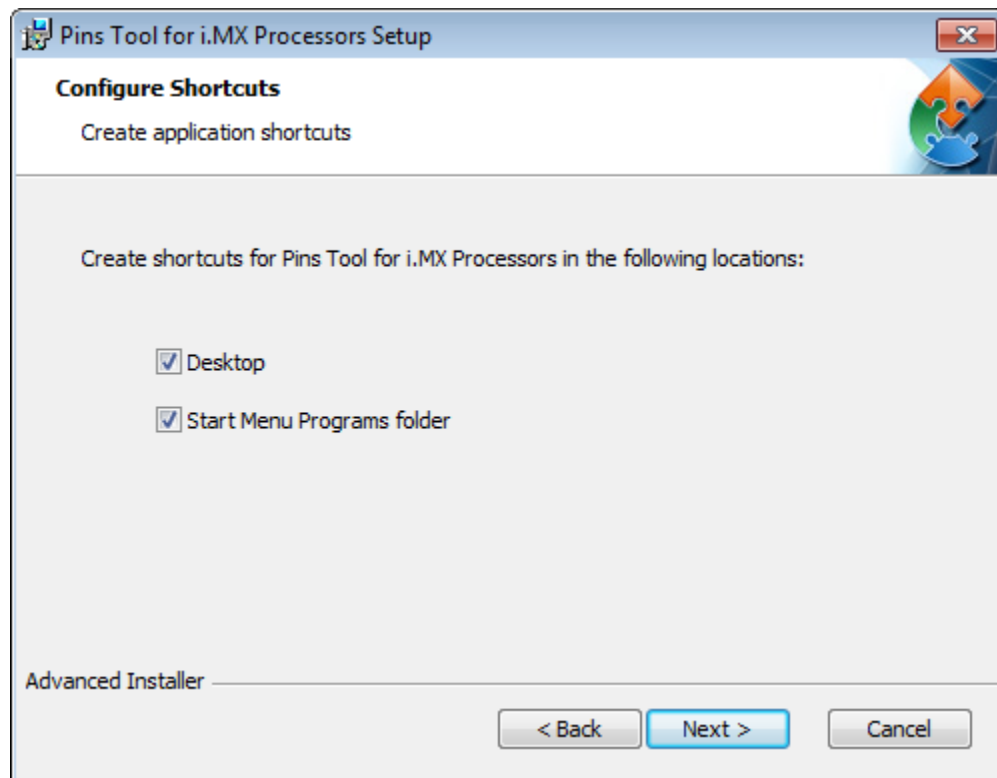 Pins Tool for i.MX Processors Setup
Configure Shortcuts
Create application shortcuts
Create shortcuts for Pins Tool for i.MX Processors in the following locations:
Desktop
Start Menu Programs folder
Advanced Installer
< Back Next > Cancel